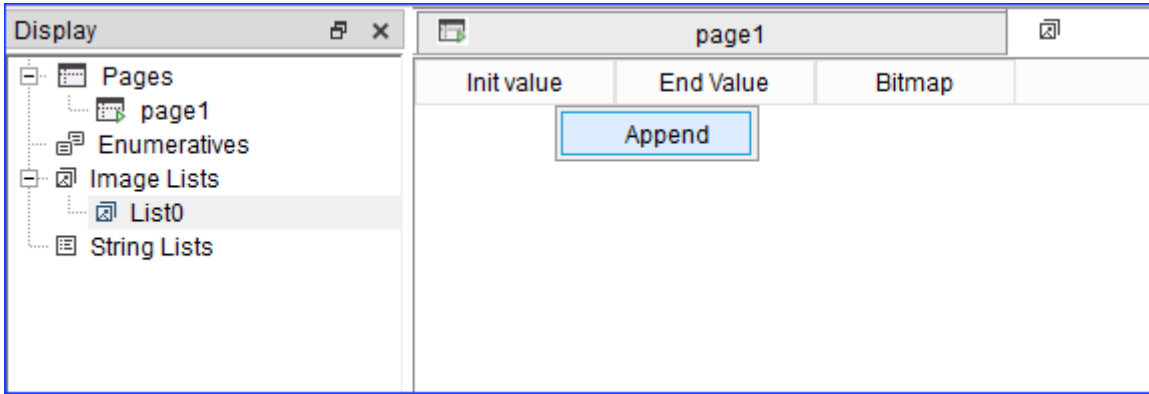 Display
Pages
page1
Enumeratives
Image Lists
List0
String Lists
page1
Init value End Value Bitmap
Append